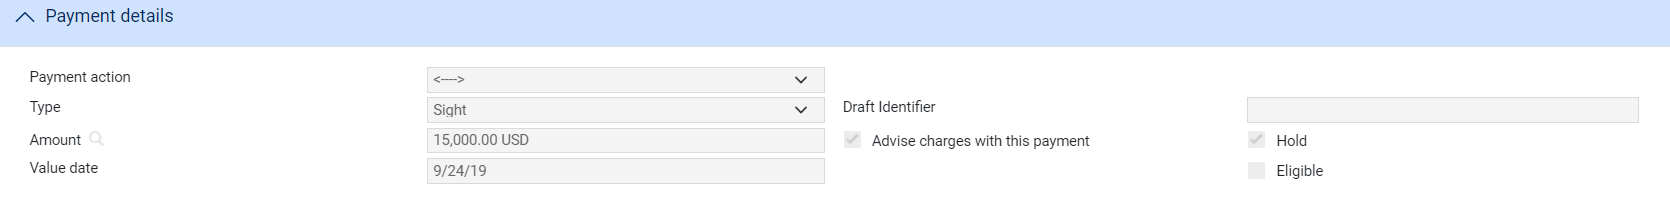 Payment details
Payment action <---->
Type Sight Draft Identifier
Amount 15,000.00 USD Advise charges with this payment Hold
Value date 9/24/19 Eligible